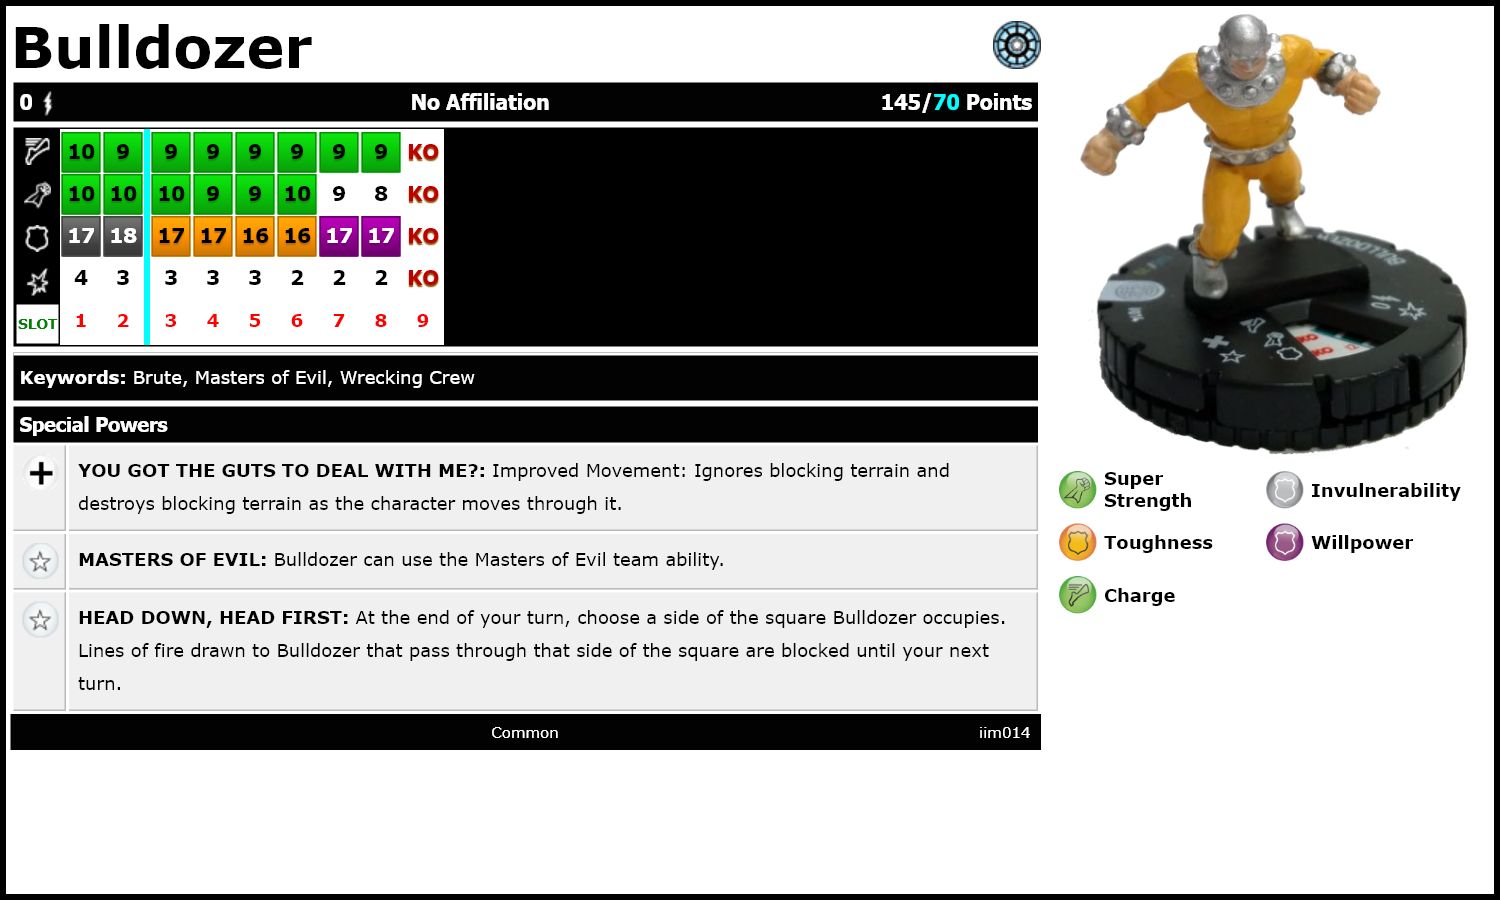 Bulldozer
0 No Affiliation 145/70 Points
10 9 9 9 9 9 9 9 KO
10 10 10 9 9 10 9 8 KO
17 18 17 17 16 16 17 17 KO
4 3 3 3 3 2 2 2 KO
SLOT 1 2 3 4 5 6 7 8 9
Keywords: Brute, Masters of Evil, Wrecking Crew
Special Powers
YOU GOT THE GUTS TO DEAL WITH ME?: Improved Movement: Ignores blocking terrain and
destroys blocking terrain as the character moves through it.
MASTERS OF EVIL: Bulldozer can use the Masters of Evil team ability.
HEAD DOWN, HEAD FIRST: At the end of your turn, choose a side of the square Bulldozer occupies.
Lines of fire drawn to Bulldozer that pass through that side of the square are blocked until your next
turn.
Common iim014
BULLDOZER
014
0
KO
KO
12
Super
Strength
Invulnerability
Toughness
Willpower
Charge